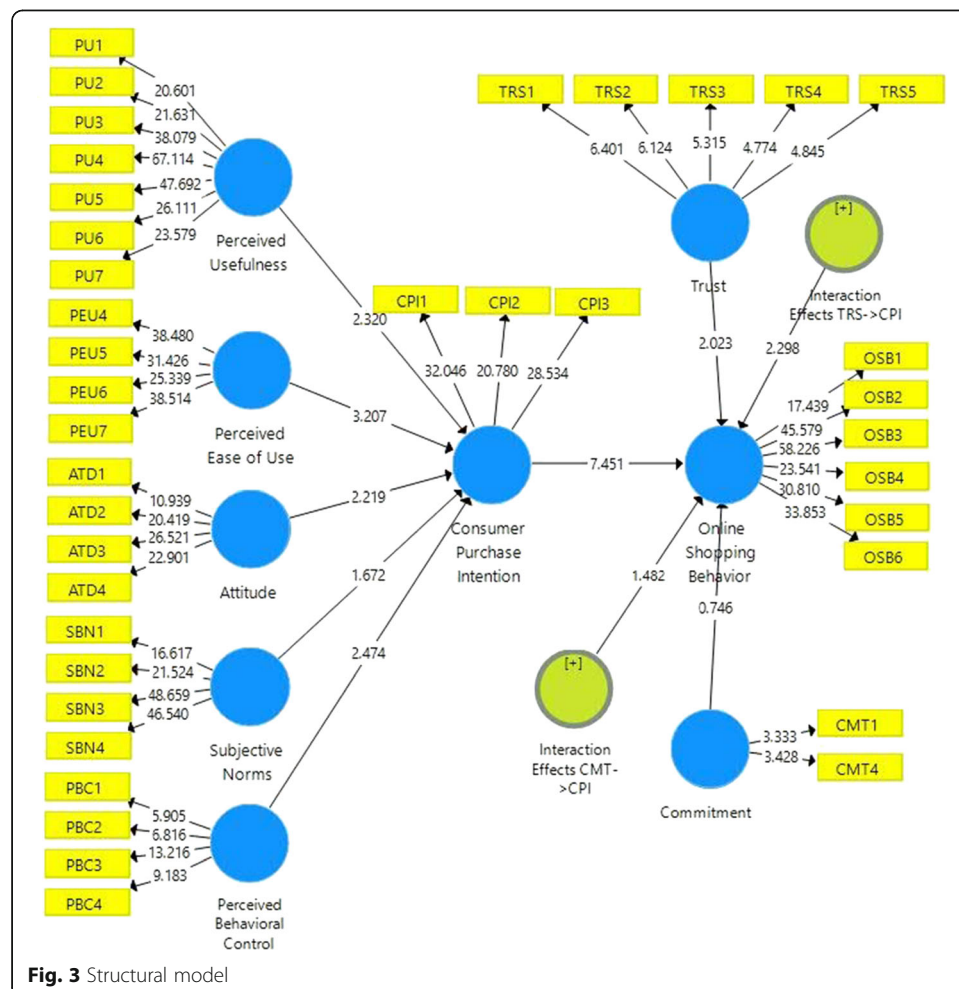 PU1
PU2
PU3
PU4
PU5
PU6
PU7
20.601
21.631
38.079
67.114
47.692
26.111
23.579
Perceived
Usefulness
2.320
PEU4
PEU5
PEU6
PEU7
38.480
31.426
25.339
38.514
Perceived
Ease of Use
3.207
ATD1
ATD2
ATD3
ATD4
10.939
20.419
26.521
22.901
Attitude
2.219
SBN1
SBN2
SBN3
SBN4
16.617
21.524
48.659
46.540
Subjective
Norms
1.672
PBC1
PBC2
PBC3
PBC4
5.905
6.816
13.216
9.183
Perceived
Behavioral
Control
2.474
CPI1
CPI2
CPI3
32.046
20.780
28.534
Consumer
Purchase
Intention
7.451
TRS1
TRS2
TRS3
TRS4
TRS5
6.401
6.124
5.315
4.774
4.845
Trust
2.023
[+]
Interaction
Effects TRS->CPI
2.298
OSB1
OSB2
OSB3
OSB4
OSB5
OSB6
17.439
45.579
58.226
23.541
30.810
33.853
Online
Shopping
Behavior
1.482
0.746
[+]
Interaction
Effects CMT-
>CPI
CMT1
CMT4
3.333
3.428
Commitment
Fig. 3 Structural model